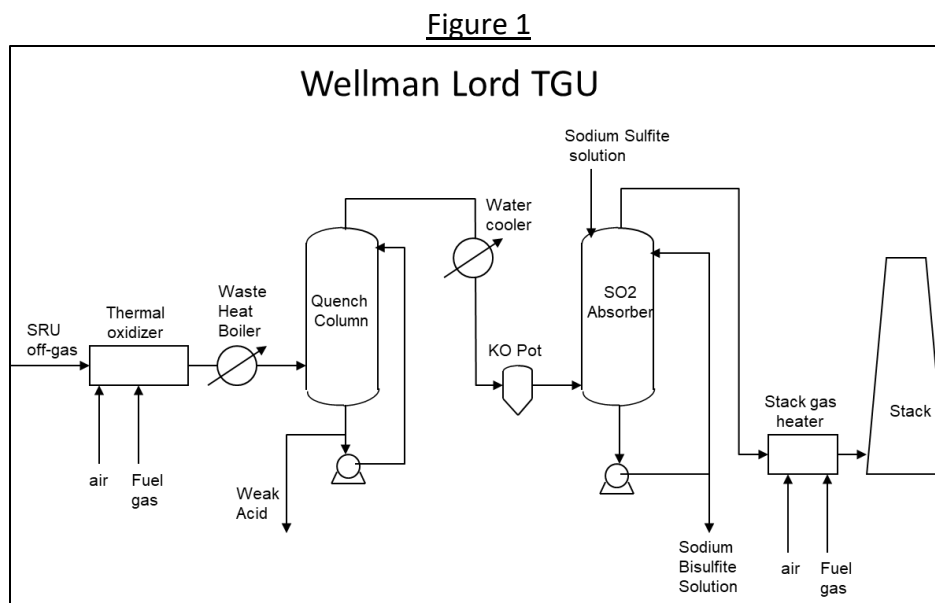 Figure 1
Wellman Lord TGU
Sodium Sulfite
solution
Water
cooler
Waste
Heat
Boiler
Quench
Column
SO2
Absorber
Thermal
oxidizer
SRU
off-gas
KO Pot
Stack gas
heater
Stack
air
Fuel
gas
Weak
Acid
Sodium
Bisulfite
Solution
air
Fuel
gas